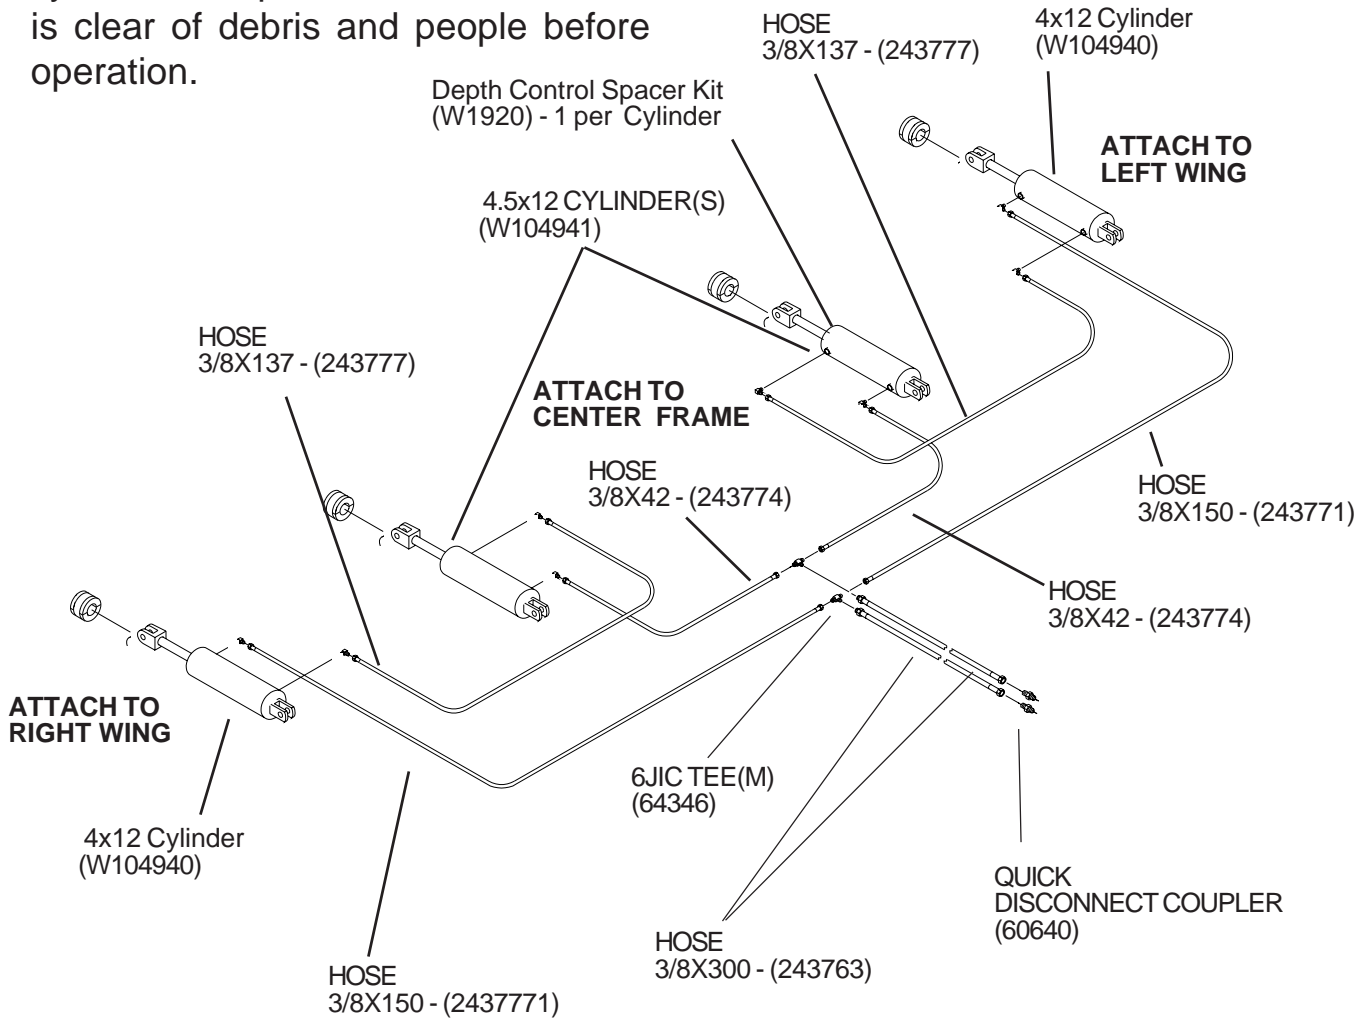 is clear of debris and people before
operation.
HOSE
3/8X137 - (243777)
4x12 Cylinder
(W104940)
Depth Control Spacer Kit
(W1920) - 1 per Cylinder
ATTACH TO
LEFT WING
4.5x12 CYLINDER(S)
(W104941)
HOSE
3/8X137 - (243777)
ATTACH TO
CENTER FRAME
HOSE
3/8X42 - (243774)
HOSE
3/8X150 - (243771)
HOSE
3/8X42 - (243774)
ATTACH TO
RIGHT WING
6JIC TEE(M)
(64346)
4x12 Cylinder
(W104940)
QUICK
DISCONNECT COUPLER
(60640)
HOSE
3/8X300 - (243763)
HOSE
3/8X150 - (2437771)